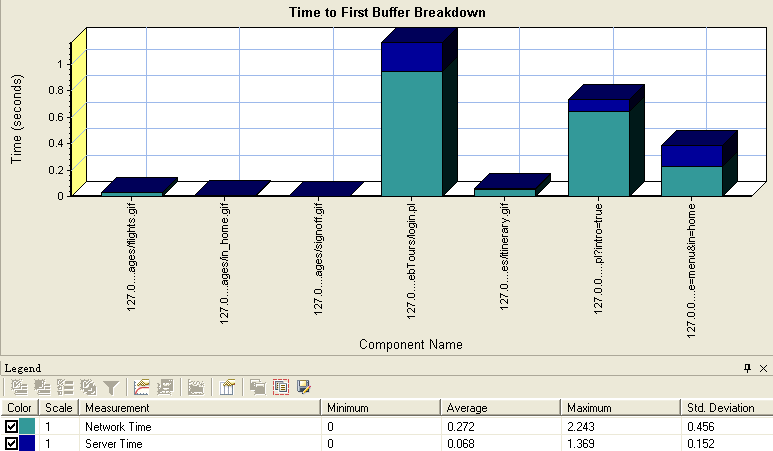 Time to First Buffer Breakdown
Time (seconds)
1
0.8
0.6
0.4
0.2
0
127.0...ages/flights.gif
127.0...ages/in_home.gif
127.0...ages/signoff.gif
127.0...ebTours/login.pl
127.0...es/itinerary.gif
127.0.0.....pl?intro=true
127.0.0...e=menu&in=home
Component Name
Legend
Color Scale Measurement Minimum Average Maximum Std. Deviation
1 Network Time 0 0.272 2.243 0.456
1 Server Time 0 0.068 1.369 0.152